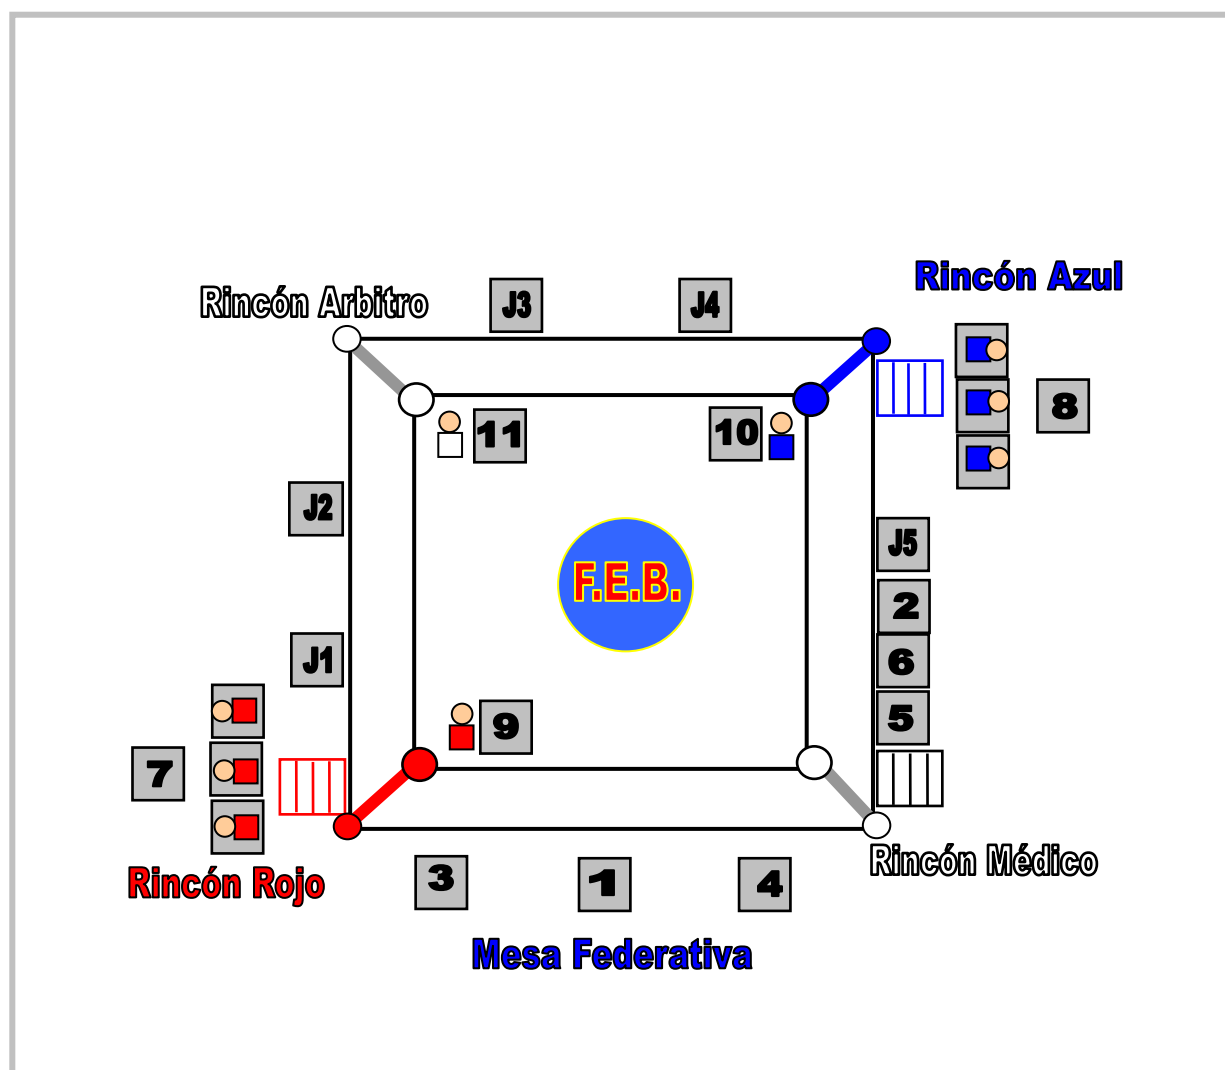 Rincón Azul
Rincón Arbitro
J3
J4
8
11
10
J2
J5
F.E.B.
2
J1
6
9
5
7
Rincón Médico
Rincón Rojo
3
1
4
Mesa Federativa